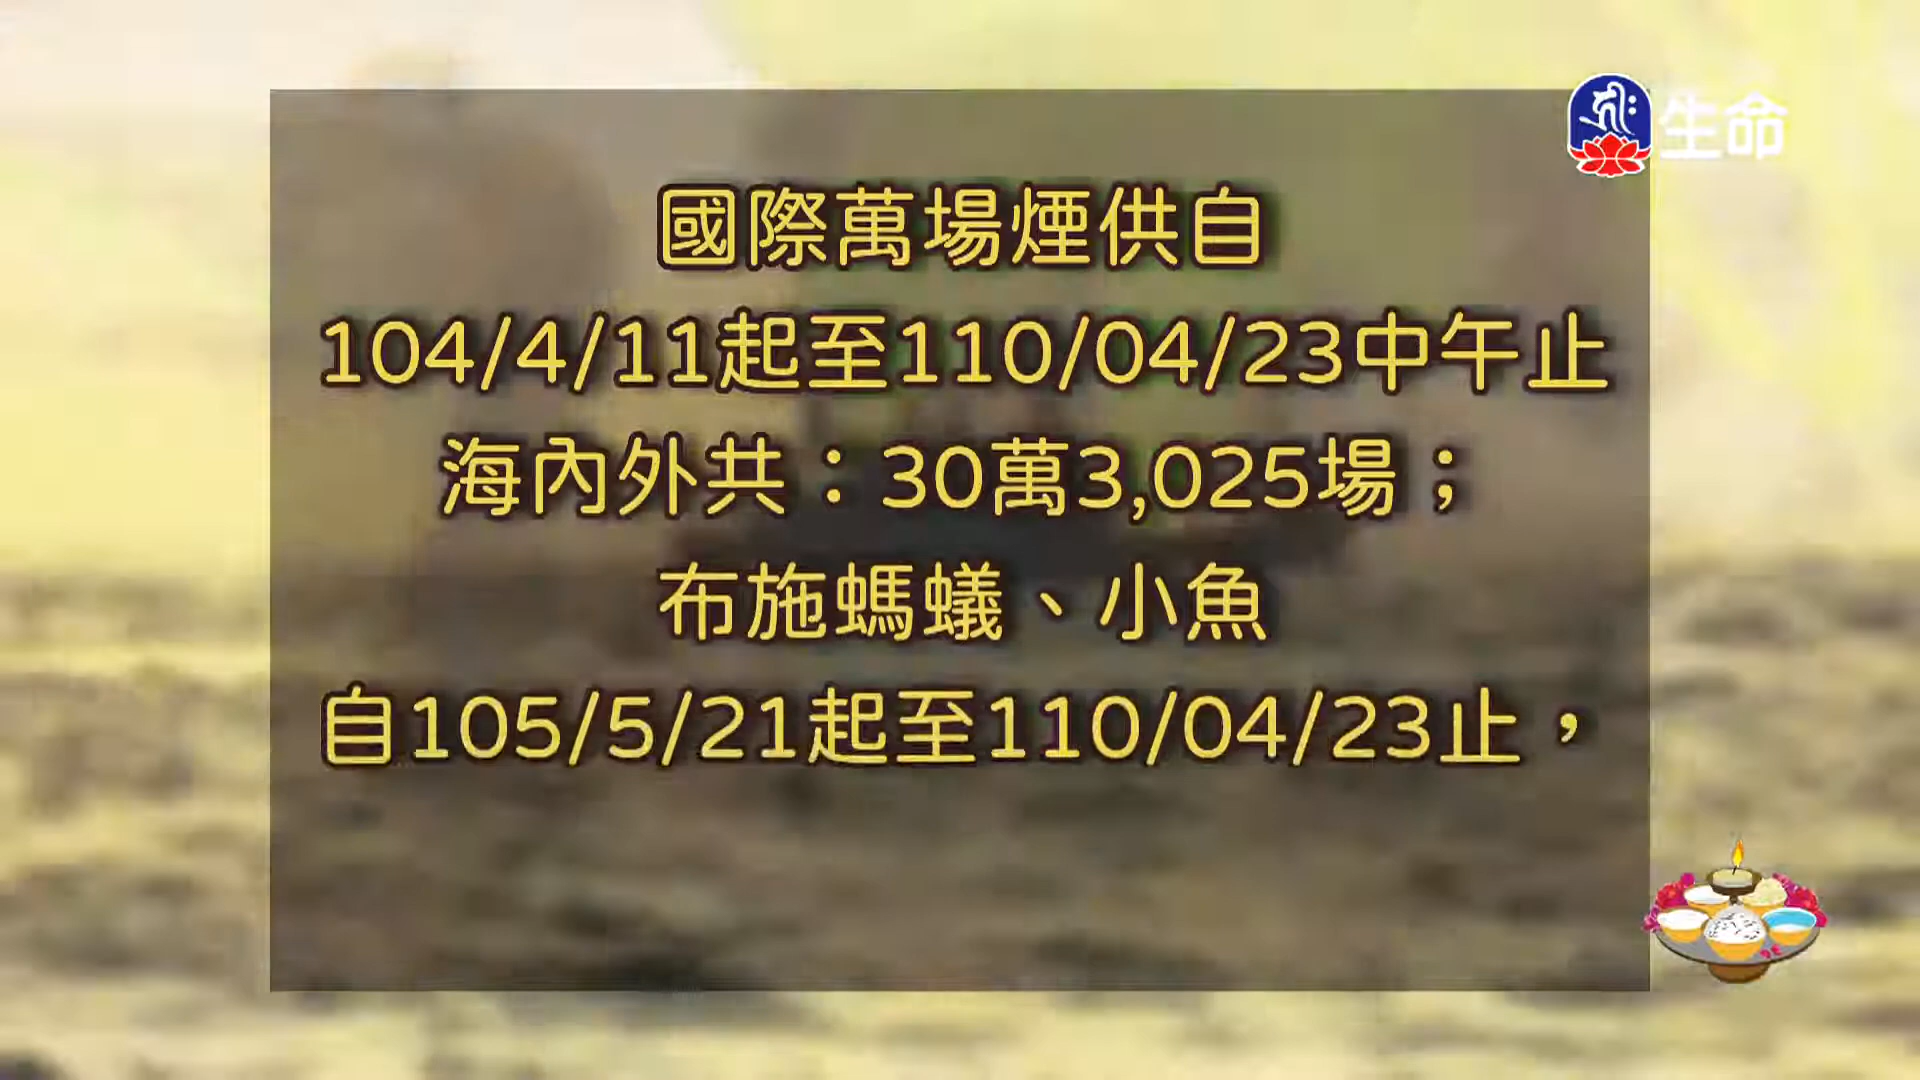 生命
國際萬場煙供自
104/4/11起至110/04/23中午止
海內外共：30萬3,025場；
布施螞蟻、小魚
自105/5/21起至110/04/23止，